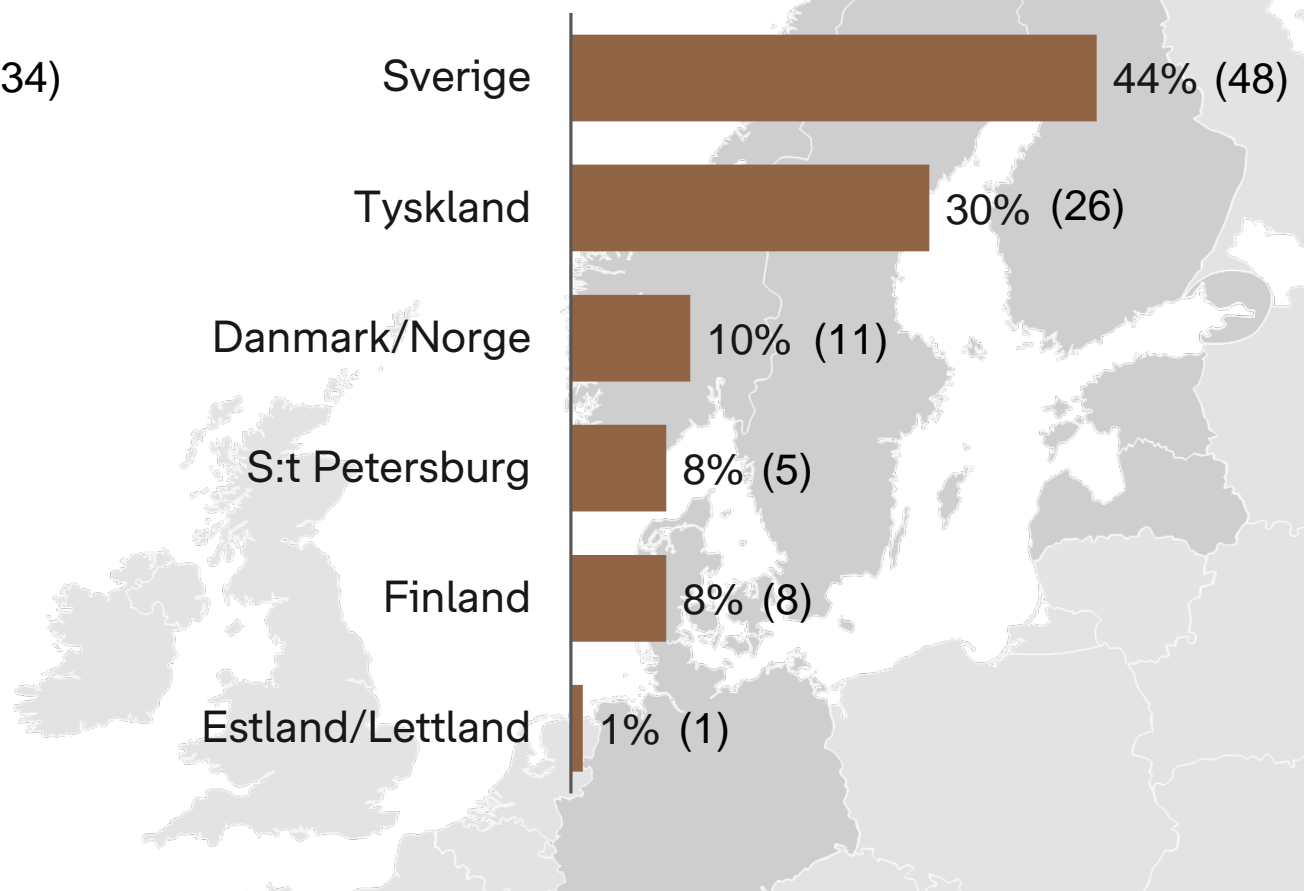 34) Sverige 44% (48)
Tyskland 30% (26)
Danmark/Norge 10% (11)
S:t Petersburg 8% (5)
Finland 8% (8)
Estland/Lettland 1% (1)